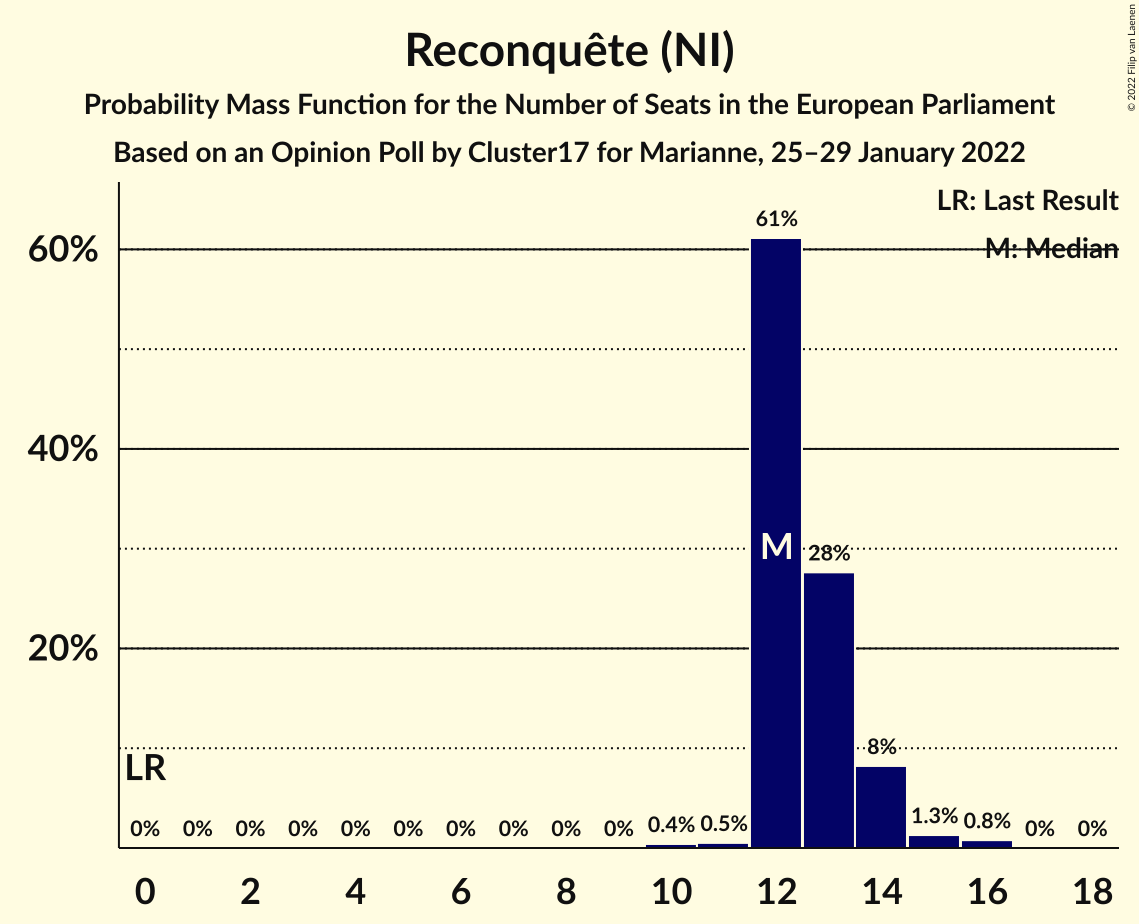 Reconquête (NI)
Probability Mass Function for the Number of Seats in the European Parliament
Based on an Opinion Poll by Cluster17 for Marianne, 25–29 January 2022
© 2022 Filip van Laenen
LR: Last Result
M: Median
60%
40%
20%
61%
M
28%
8%
LR
0% 0% 0% 0% 0% 0% 0% 0% 0% 0% 0.4% 0.5% 1.3% 0.8% 0% 0%
0 2 4 6 8 10 12 14 16 18